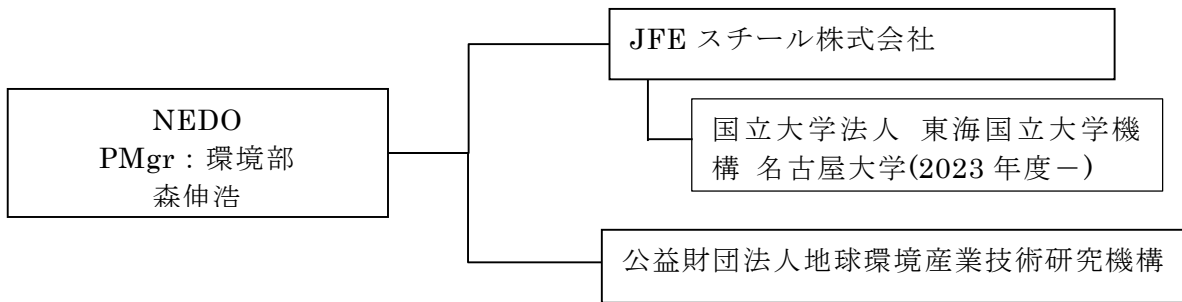 NEDO
PMgr：環境部
森伸浩
JFE スチール株式会社
国立大学法人 東海国立大学機
構 名古屋大学(2023 年度－)
公益財団法人地球環境産業技術研究機構